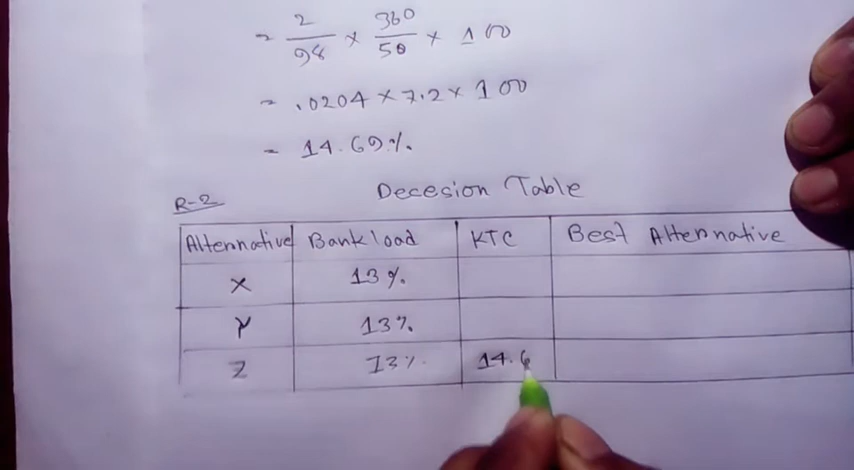 = 2/98 × 360/50 × 100
= .0204 × 7.2 × 100
= 14.69%
R-2 Decesion Table
Alternative Bankload KTC Best Alternative
X 13%
Y 13%
Z 13% 14.6